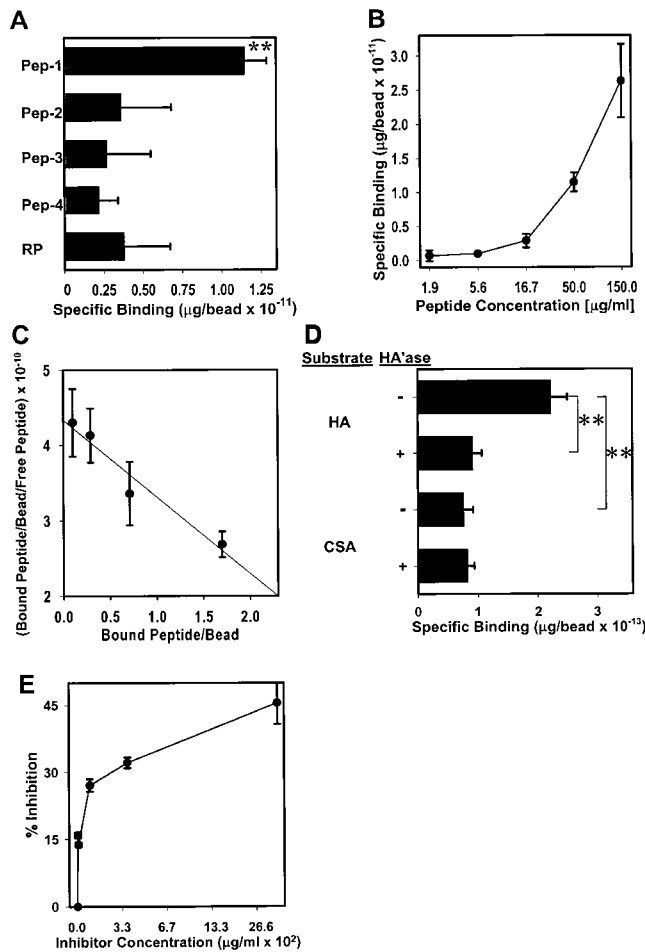 A
Pep-1
**
Pep-2
Pep-3
Pep-4
RP
0.0 0.25 0.50 0.75 1.00 1.25
Specific Binding (µg/bead x 10-11)
B
Specific Binding (µg/bead x 10-11)
3.0
2.5
2.0
1.5
1.0
0.5
0.0
1.9 5.6 16.7 50.0 150.0
Peptide Concentration [µg/ml]
C
(Bound Peptide/Bead/Free Peptide) x 10-10
5
4
3
2
0.0 0.5 1.0 1.5 2.0
Bound Peptide/Bead
D
Substrate HA'ase
HA
-
+
CSA
-
+
**
**
0 1 2 3
Specific Binding (µg/bead x 10-13)
E
% Inhibition
45
30
15
0
0.0 3.3 6.7 13.3 26.6
Inhibitor Concentration (µg/ml x 102)